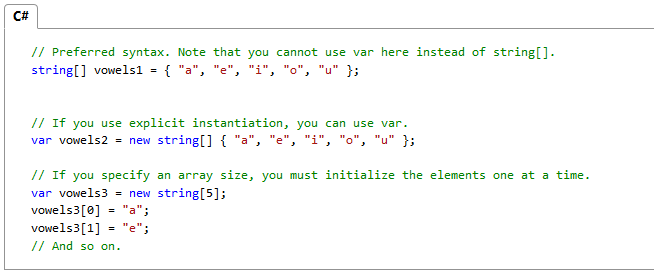 C#
// Preferred syntax. Note that you cannot use var here instead of string[].
string[] vowels1 = { "a", "e", "i", "o", "u" };
// If you use explicit instantiation, you can use var.
var vowels2 = new string[] { "a", "e", "i", "o", "u" };
// If you specify an array size, you must initialize the elements one at a time.
var vowels3 = new string[5];
vowels3[0] = "a";
vowels3[1] = "e";
// And so on.